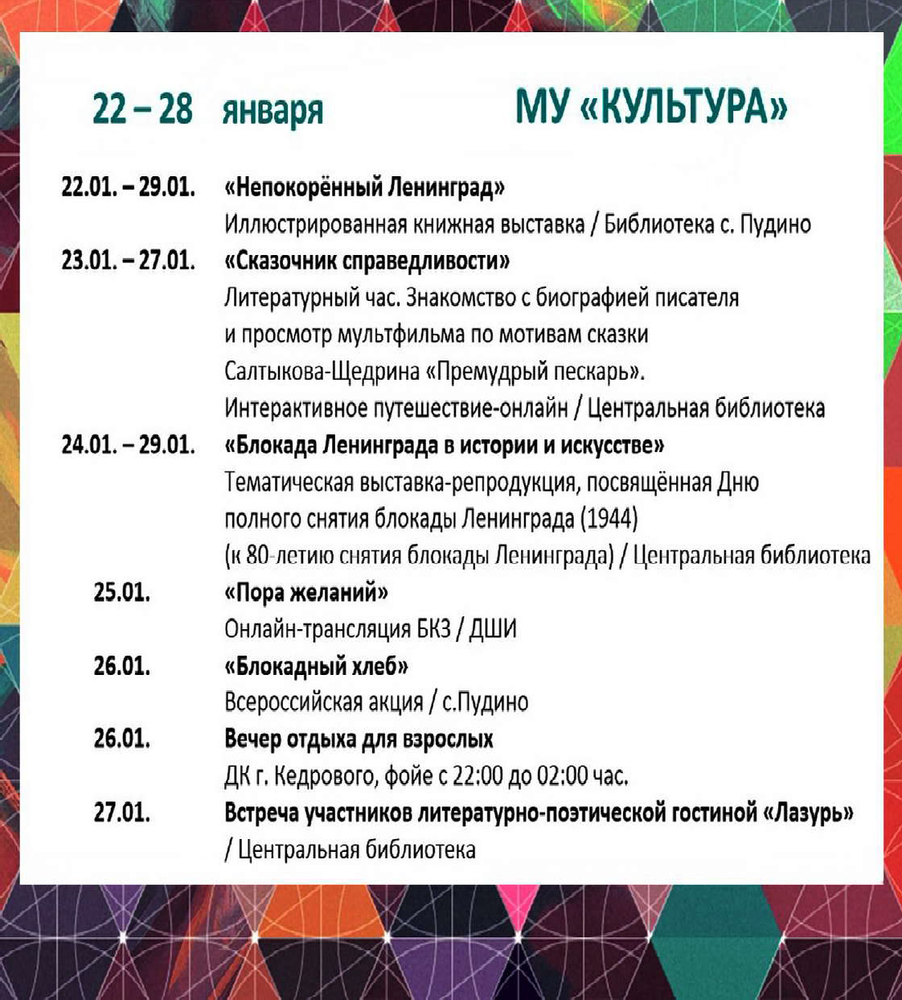 22 – 28 января МУ «КУЛЬТУРА»
22.01. – 29.01. «Непокорённый Ленинград»
Иллюстрированная книжная выставка / Библиотека с. Пудино
23.01. – 27.01. «Сказочник справедливости»
Литературный час. Знакомство с биографией писателя
и просмотр мультфильма по мотивам сказки
Салтыкова-Щедрина «Премудрый пескарь».
Интерактивное путешествие-онлайн / Центральная библиотека
24.01. – 29.01. «Блокада Ленинграда в истории и искусстве»
Тематическая выставка-репродукция, посвящённая Дню
полного снятия блокады Ленинграда (1944)
(к 80-летию снятия блокады Ленинграда) / Центральная библиотека
25.01. «Пора желаний»
Онлайн-трансляция БКЗ / ДШИ
26.01. «Блокадный хлеб»
Всероссийская акция / с.Пудино
26.01. Вечер отдыха для взрослых
ДК г. Кедрового, фойе с 22:00 до 02:00 час.
27.01. Встреча участников литературно-поэтической гостиной «Лазурь»
/ Центральная библиотека